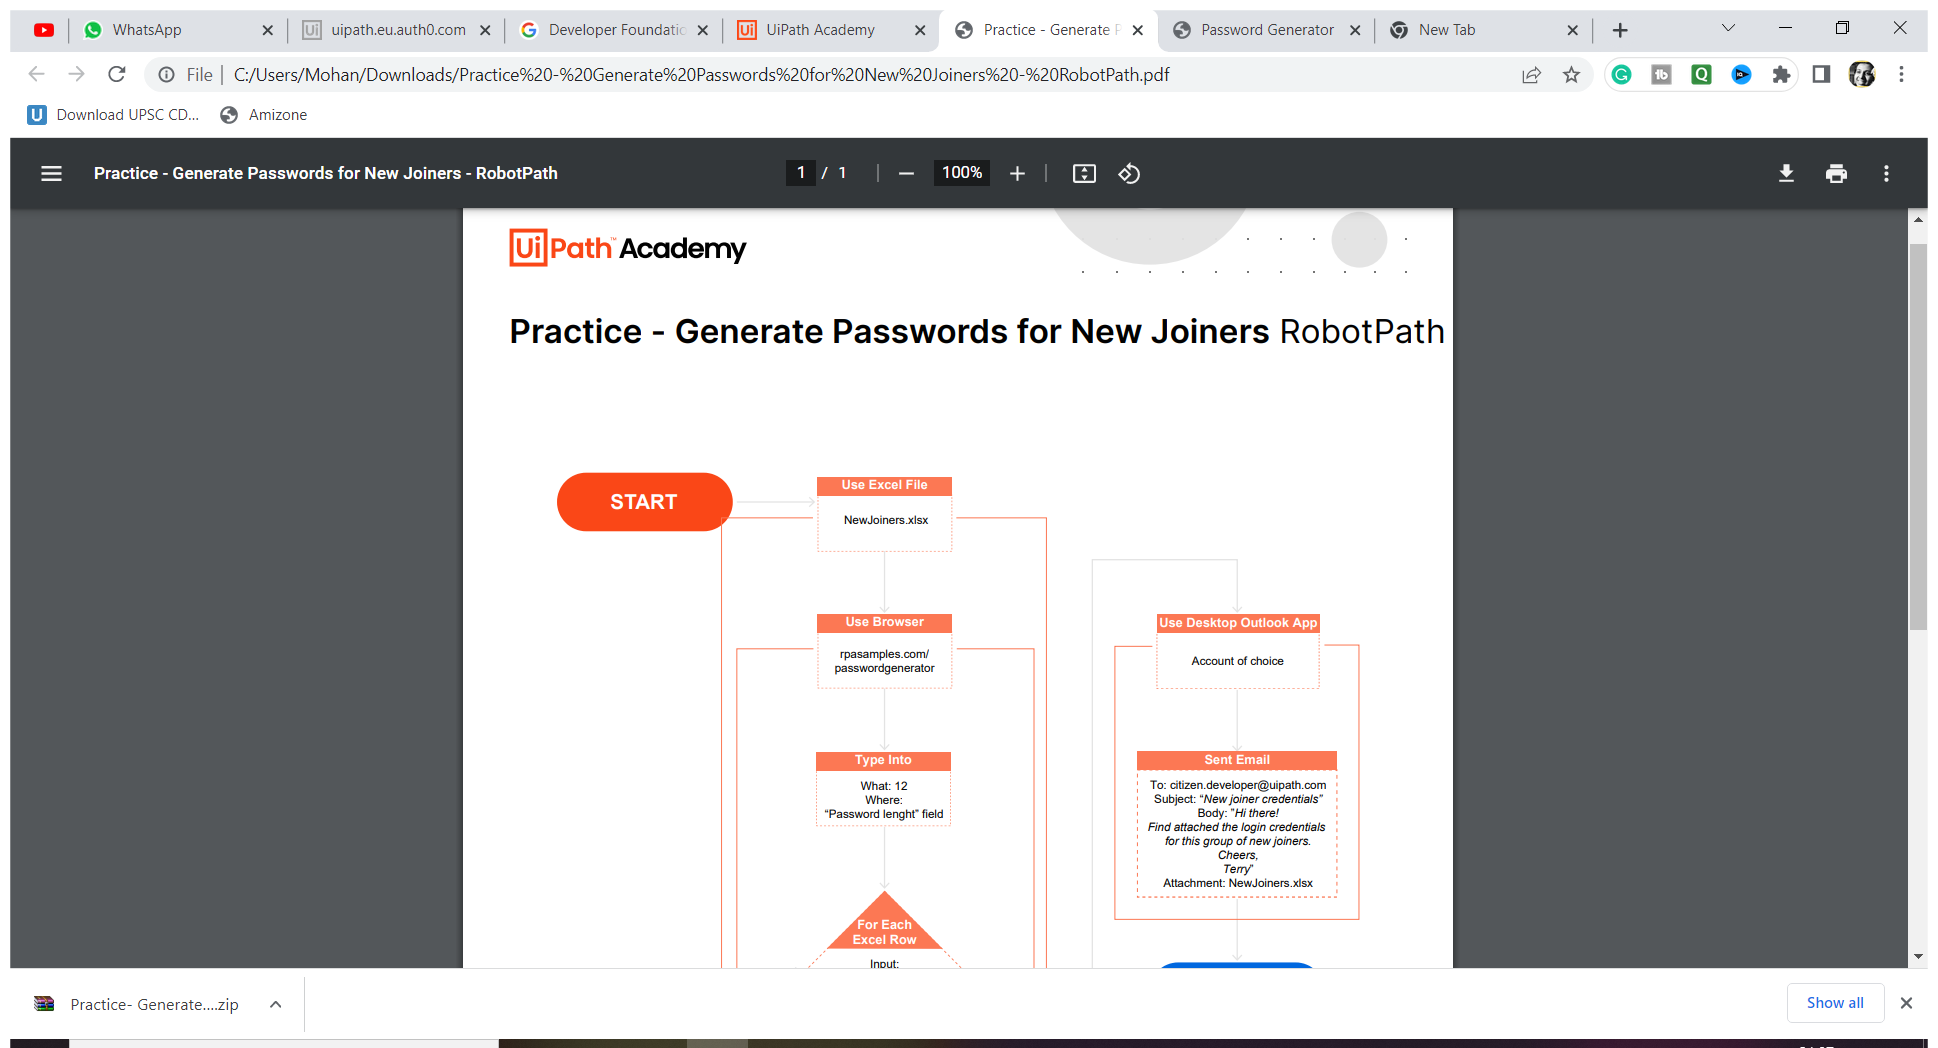 WhatsApp
uipath.eu.auth0.com
Developer Foundatio
UiPath Academy
Practice - Generate P
Password Generator
New Tab
File
C:/Users/Mohan/Downloads/Practice%20-%20Generate%20Passwords%20for%20New%20Joiners%20-%20RobotPath.pdf
Download UPSC CD...
Amizone
Practice - Generate Passwords for New Joiners - RobotPath
1 / 1
100%
UiPath™ Academy
Practice - Generate Passwords for New Joiners RobotPath
START
Use Excel File
NewJoiners.xlsx
Use Browser
rpasamples.com/
passwordgenerator
Type Into
What: 12
Where:
“Password lenght” field
For Each
Excel Row
Input:
Use Desktop Outlook App
Account of choice
Sent Email
To: citizen.developer@uipath.com
Subject: “New joiner credentials”
Body: ”Hi there!
Find attached the login credentials
for this group of new joiners.
Cheers,
Terry”
Attachment: NewJoiners.xlsx
Practice- Generate....zip
Show all